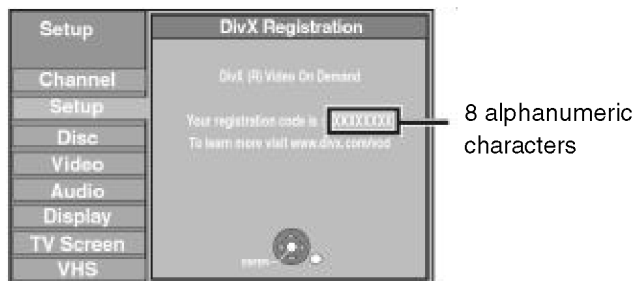 Setup
DivX Registration
Channel
Setup
Disc
Video
Audio
Display
TV Screen
VHS
DivX (R) Video On Demand
Your registration code is : XXXXXXXX
To learn more visit www.divx.com/vod
8 alphanumeric
characters